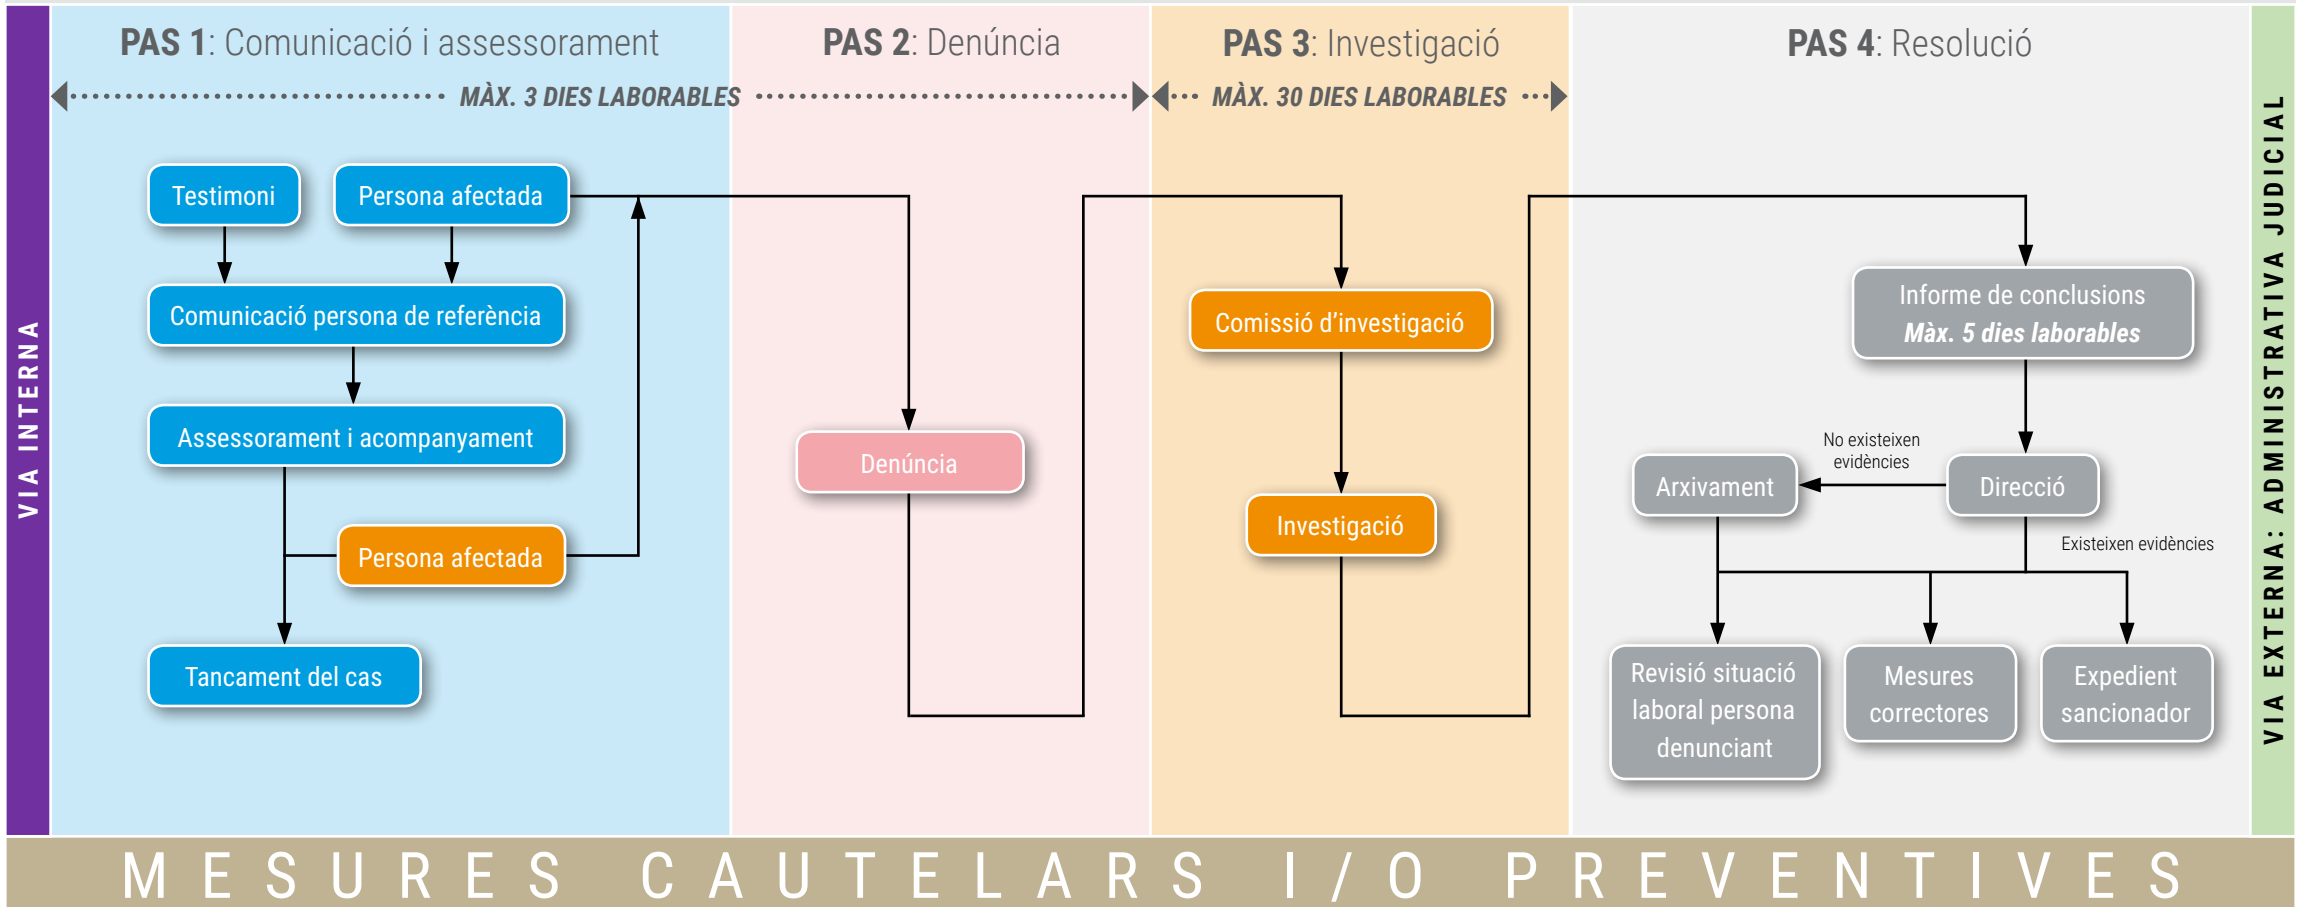 VIA INTERNA
PAS 1: Comunicació i assessorament
PAS 2: Denúncia
MÀX. 3 DIES LABORABLES
Testimoni
Persona afectada
Comunicació persona de referència
Assessorament i acompanyament
Persona afectada
Tancament del cas
Denúncia
PAS 3: Investigació
MÀX. 30 DIES LABORABLES
Comissió d’investigació
Investigació
PAS 4: Resolució
Informe de conclusions
Màx. 5 dies laborables
No existeixen
evidències
Arxivament
Direcció
Existeixen evidències
Revisió situació
laboral persona
denunciant
Mesures
correctores
Expedient
sancionador
VIA EXTERNA: ADMINISTRATIVA JUDICIAL
MESURES CAUTELARS I/O PREVENTIVES